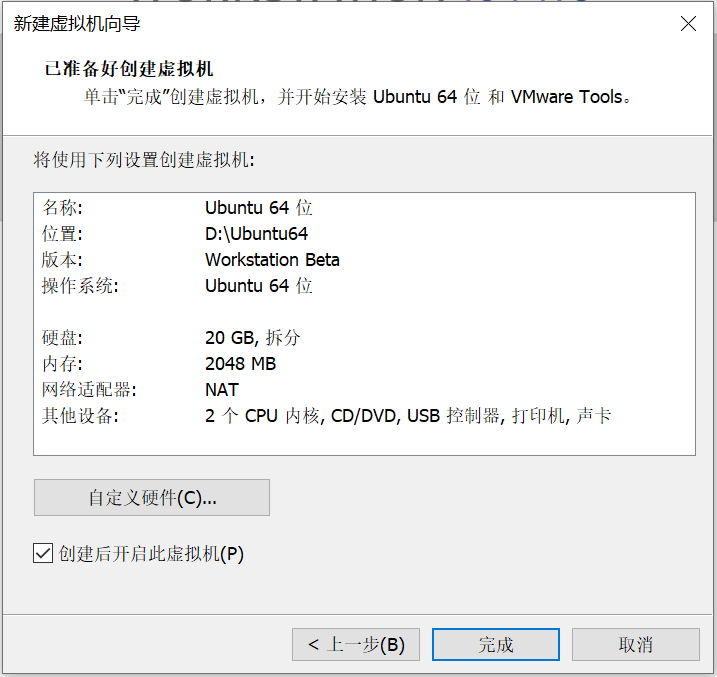 新建虚拟机向导
已准备好创建虚拟机
单击“完成”创建虚拟机，并开始安装 Ubuntu 64 位 和 VMware Tools。
将使用下列设置创建虚拟机:
名称: Ubuntu 64 位
位置: D:\Ubuntu64
版本: Workstation Beta
操作系统: Ubuntu 64 位
硬盘: 20 GB, 拆分
内存: 2048 MB
网络适配器: NAT
其他设备: 2 个 CPU 内核, CD/DVD, USB 控制器, 打印机, 声卡
自定义硬件(C)...
创建后开启此虚拟机(P)
< 上一步(B) 完成 取消